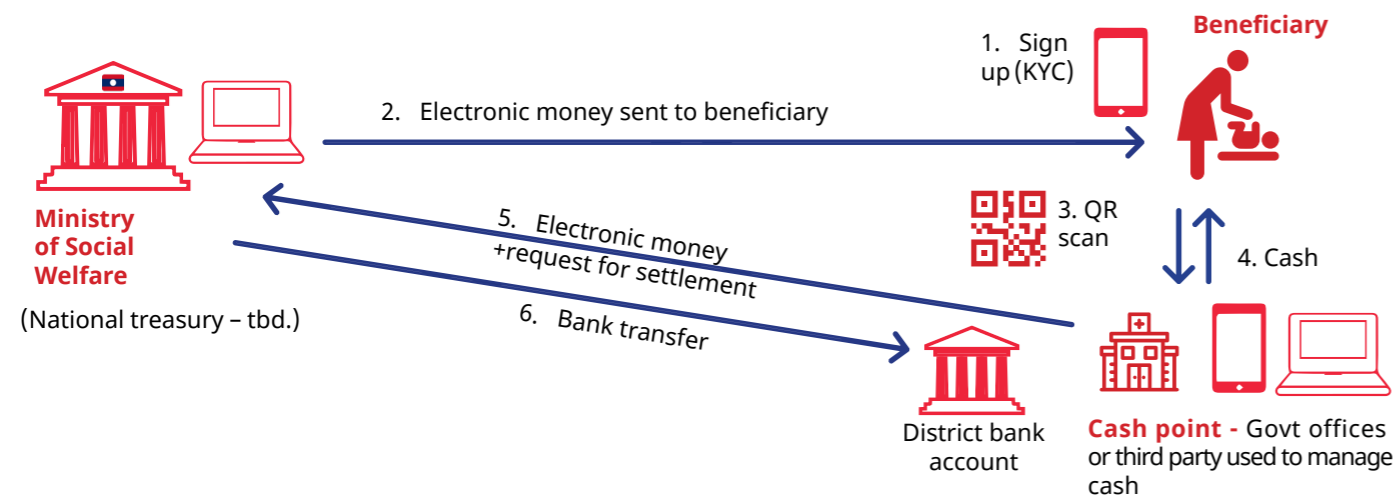 Beneficiary
1. Sign
up (KYC)
2. Electronic money sent to beneficiary
Ministry
of Social
Welfare
(National treasury – tbd.)
3. QR
scan
4. Cash
5. Electronic money
+request for settlement
6. Bank transfer
District bank
account
Cash point - Govt offices
or third party used to manage
cash